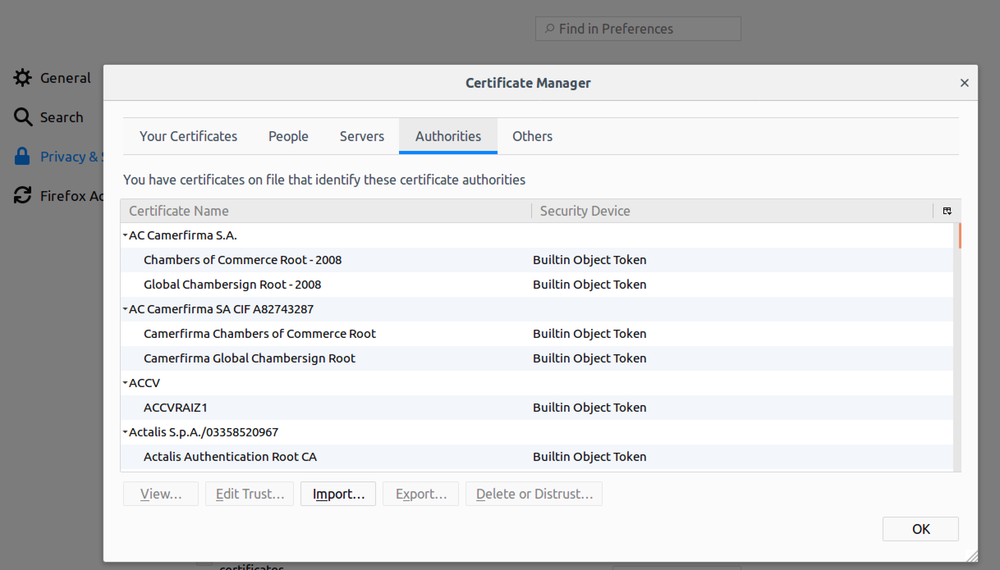 Find in Preferences
General
Search
Privacy &
Firefox
Certificate Manager
Your Certificates People Servers Authorities Others
You have certificates on file that identify these certificate authorities
Certificate Name Security Device
AC Camerfirma S.A.
Chambers of Commerce Root - 2008 Builtin Object Token
Global Chambersign Root - 2008 Builtin Object Token
AC Camerfirma SA CIF A82743287
Camerfirma Chambers of Commerce Root Builtin Object Token
Camerfirma Global Chambersign Root Builtin Object Token
ACCV
ACCVRAIZ1 Builtin Object Token
Actalis S.p.A./03358520967
Actalis Authentication Root CA Builtin Object Token
View... Edit Trust... Import... Export... Delete or Distrust...
OK
certificates